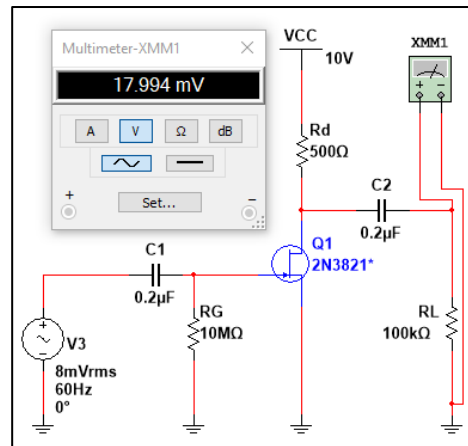 Multimeter-XMM1
17.994 mV
A V Ω dB
+ Set... −
VCC
10V
XMM1
Rd
500Ω
C2
0.2µF
Q1
2N3821*
C1
0.2µF
RG
10MΩ
RL
100kΩ
V3
8mVrms
60Hz
0°